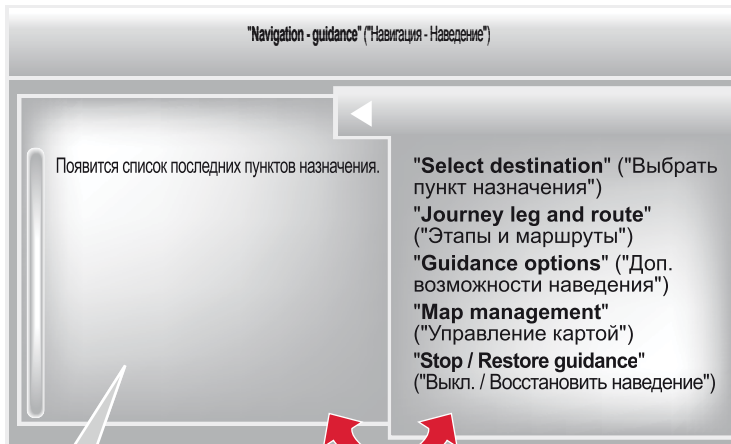 "Navigation - guidance" ("Навигация - Наведение")
Появится список последних пунктов назначения.
"Select destination" ("Выбрать
пункт назначения")
"Journey leg and route"
("Этапы и маршруты")
"Guidance options" ("Доп.
возможности наведения")
"Map management"
("Управление картой")
"Stop / Restore guidance"
("Выкл. / Восстановить наведение")